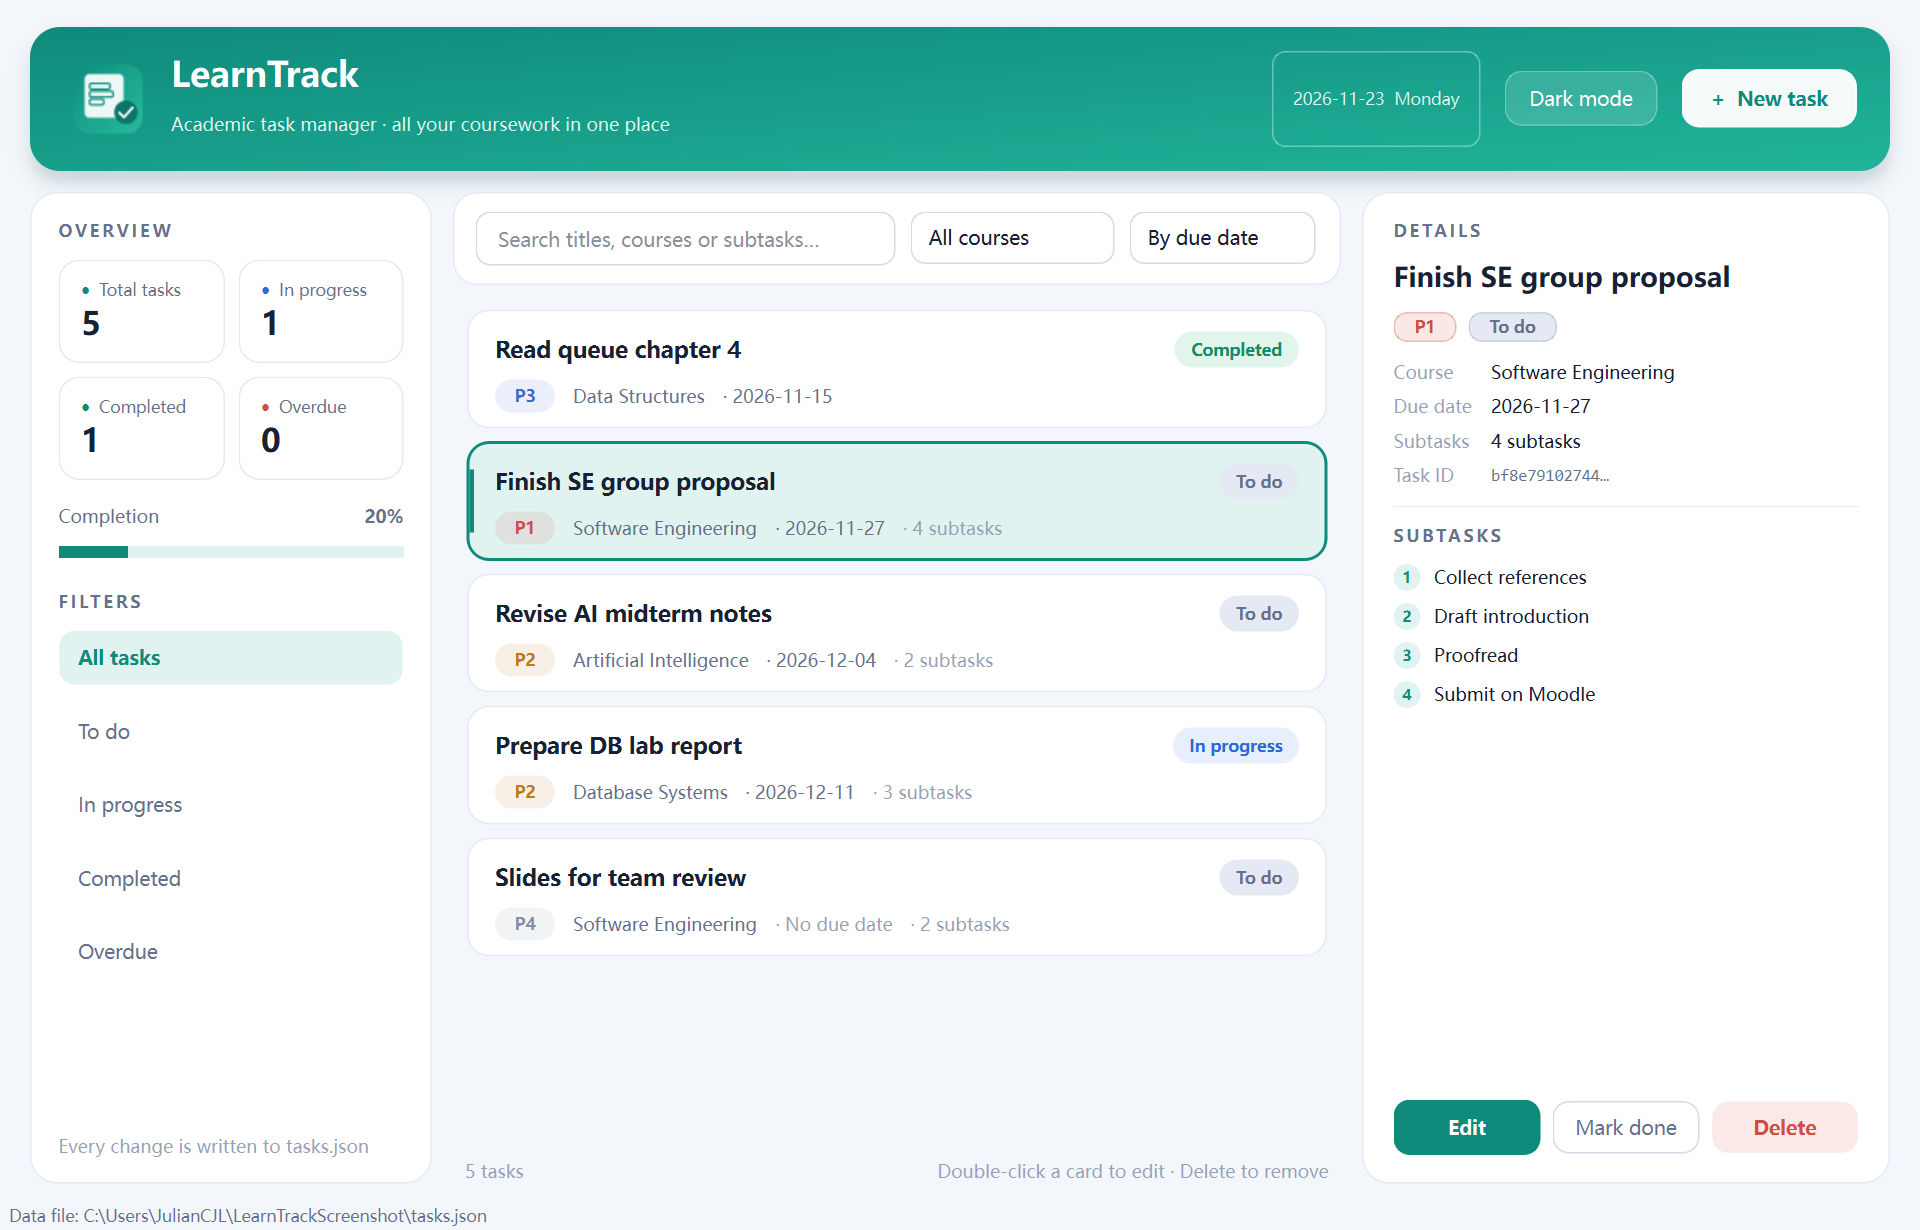 LearnTrack
Academic task manager · all your coursework in one place
2026-11-23 Monday
Dark mode
+ New task
OVERVIEW
• Total tasks
5
• In progress
1
• Completed
1
• Overdue
0
Completion 20%
FILTERS
All tasks
To do
In progress
Completed
Overdue
Every change is written to tasks.json
Search titles, courses or subtasks...
All courses
By due date
Read queue chapter 4
Completed
P3 Data Structures · 2026-11-15
Finish SE group proposal
To do
P1 Software Engineering · 2026-11-27 · 4 subtasks
Revise AI midterm notes
To do
P2 Artificial Intelligence · 2026-12-04 · 2 subtasks
Prepare DB lab report
In progress
P2 Database Systems · 2026-12-11 · 3 subtasks
Slides for team review
To do
P4 Software Engineering · No due date · 2 subtasks
5 tasks
Double-click a card to edit · Delete to remove
DETAILS
Finish SE group proposal
P1 To do
Course Software Engineering
Due date 2026-11-27
Subtasks 4 subtasks
Task ID bf8e79102744…
SUBTASKS
1 Collect references
2 Draft introduction
3 Proofread
4 Submit on Moodle
Edit
Mark done
Delete
Data file: C:\Users\JulianCJL\LearnTrackScreenshot\tasks.json